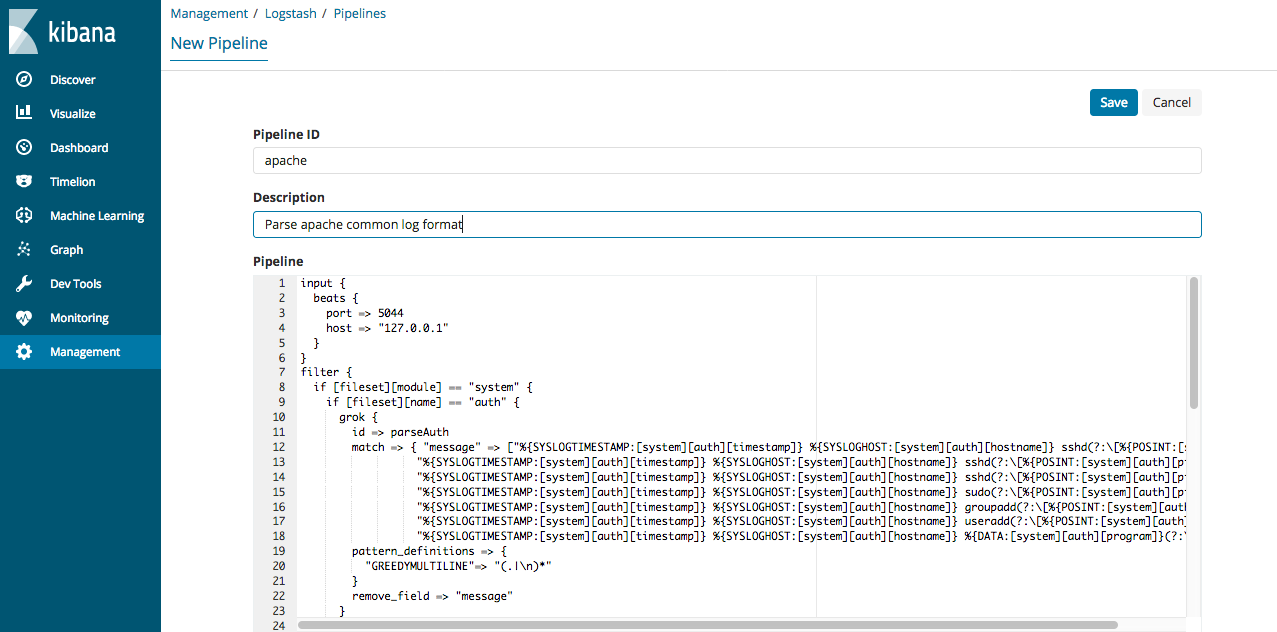 kibana
Discover
Visualize
Dashboard
Timelion
Machine Learning
Graph
Dev Tools
Monitoring
Management
Management / Logstash / Pipelines
New Pipeline
Save Cancel
Pipeline ID
apache
Description
Parse apache common log format
Pipeline
1 input {
2 beats {
3 port => 5044
4 host => "127.0.0.1"
5 }
6 }
7 filter {
8 if [fileset][module] == "system" {
9 if [fileset][name] == "auth" {
10 grok {
11 id => parseAuth
12 match => { "message" => ["%{SYSLOGTIMESTAMP:[system][auth][timestamp]} %{SYSLOGHOST:[system][auth][hostname]} sshd(?:\[%{POSINT:[s
13 "%{SYSLOGTIMESTAMP:[system][auth][timestamp]} %{SYSLOGHOST:[system][auth][hostname]} sshd(?:\[%{POSINT:[system][auth][p
14 "%{SYSLOGTIMESTAMP:[system][auth][timestamp]} %{SYSLOGHOST:[system][auth][hostname]} sshd(?:\[%{POSINT:[system][auth][p
15 "%{SYSLOGTIMESTAMP:[system][auth][timestamp]} %{SYSLOGHOST:[system][auth][hostname]} sudo(?:\[%{POSINT:[system][auth][p
16 "%{SYSLOGTIMESTAMP:[system][auth][timestamp]} %{SYSLOGHOST:[system][auth][hostname]} groupadd(?:\[%{POSINT:[system][aut
17 "%{SYSLOGTIMESTAMP:[system][auth][timestamp]} %{SYSLOGHOST:[system][auth][hostname]} useradd(?:\[%{POSINT:[system][auth]
18 "%{SYSLOGTIMESTAMP:[system][auth][timestamp]} %{SYSLOGHOST:[system][auth][hostname]} %{DATA:[system][auth][program]}(?:\
19 pattern_definitions => {
20 "GREEDYMULTILINE"=> "(.|\n)*"
21 }
22 remove_field => "message"
23 }
24